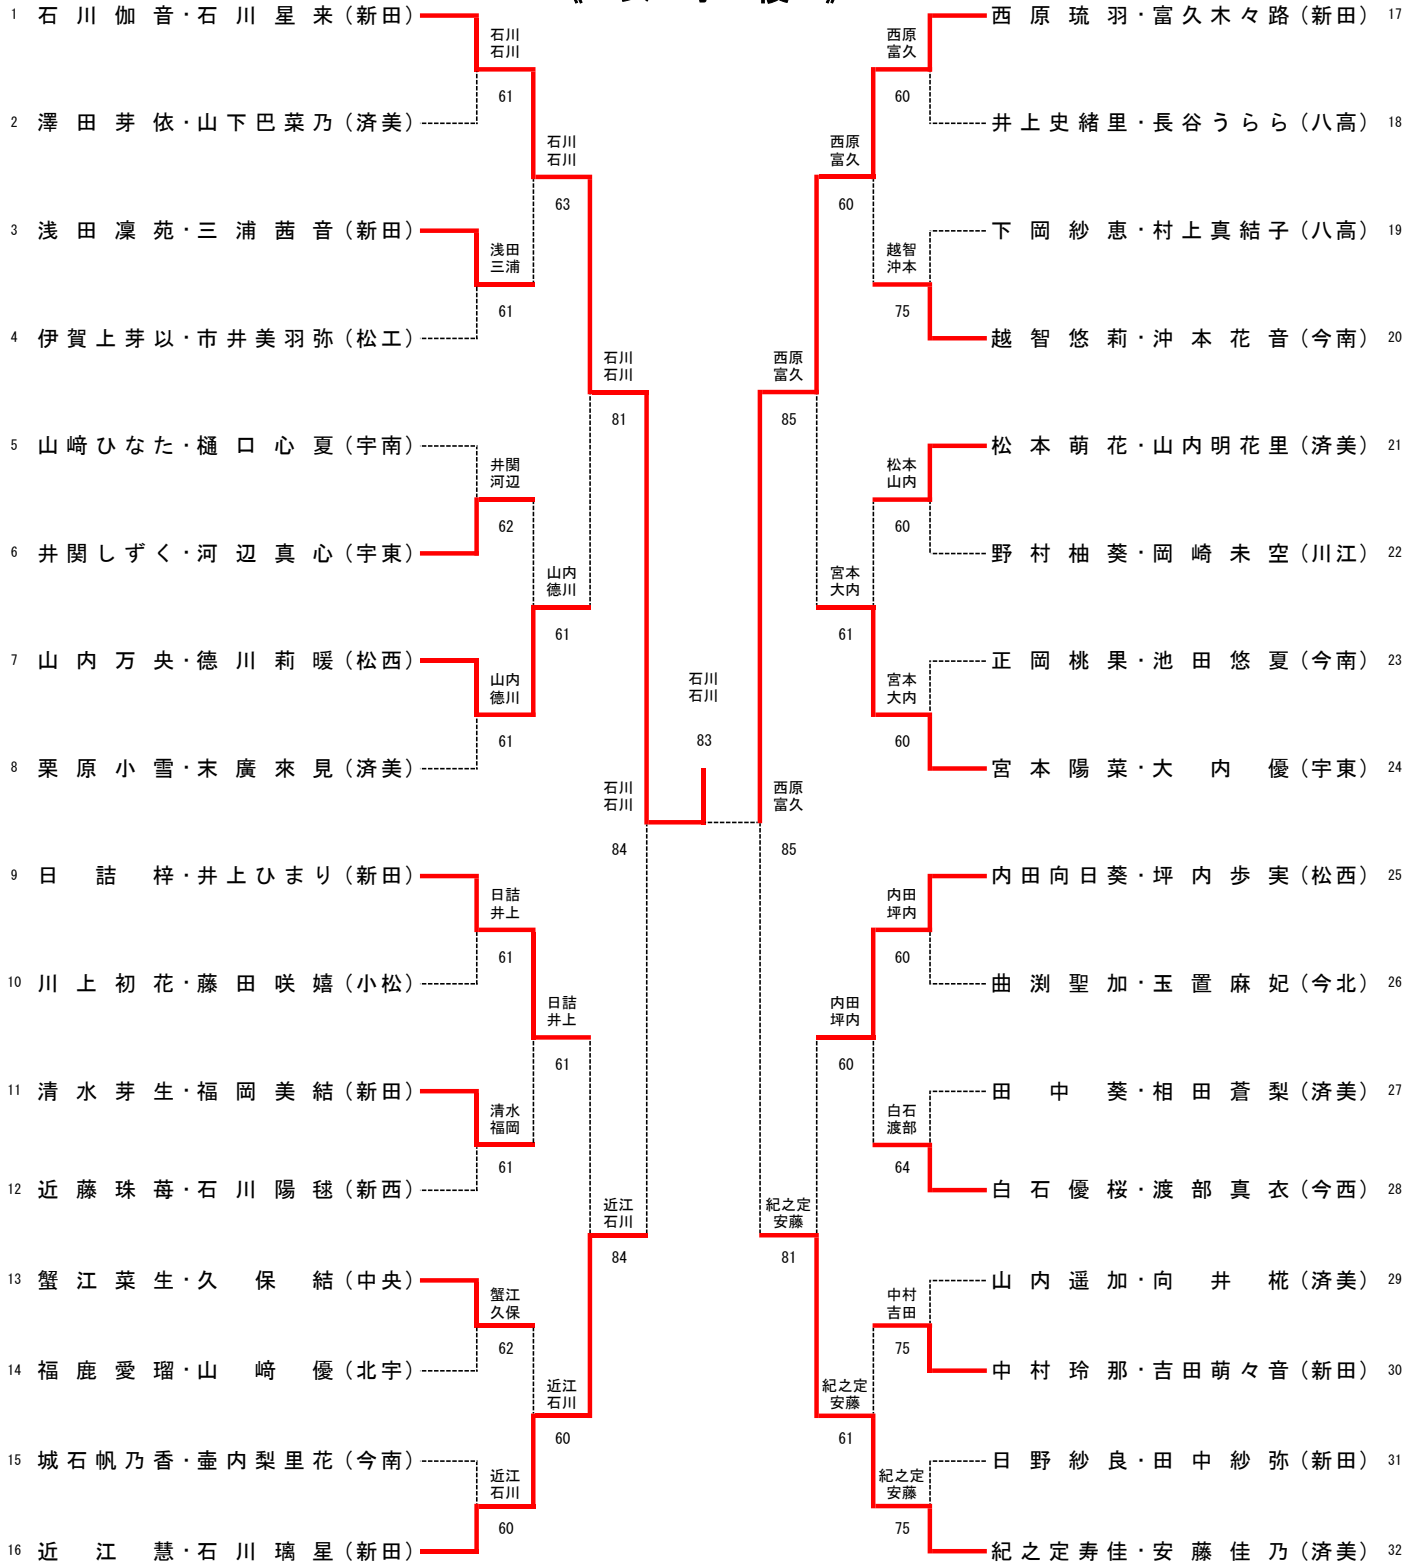 1 石川伽音・石川星来(新田)
2 澤田芽依・山下巴菜乃(済美)
3 浅田凜苑・三浦茜音(新田)
4 伊賀上芽以・市井美羽弥(松工)
5 山﨑ひなた・樋口心夏(宇南)
6 井関しずく・河辺真心(宇東)
7 山内万央・德川莉暖(松西)
8 栗原小雪・末廣來見(済美)
9 日詰梓・井上ひまり(新田)
10 川上初花・藤田咲嬉(小松)
11 清水芽生・福岡美結(新田)
12 近藤珠苺・石川陽毬(新西)
13 蟹江菜生・久保結(中央)
14 福鹿愛瑠・山﨑優(北宇)
15 城石帆乃香・壷内梨里花(今南)
16 近江慧・石川璃星(新田)
石川
石川
61
浅田
三浦
61
井関
河辺
62
山内
德川
61
日詰
井上
61
清水
福岡
61
蟹江
久保
62
近江
石川
60
石川
石川
63
山内
德川
61
日詰
井上
61
近江
石川
60
石川
石川
81
近江
石川
84
石川
石川
84
石川
石川
83
西原
富久
85
西原
富久
85
紀之定
安藤
81
西原
富久
60
宮本
大内
61
内田
坪内
60
紀之定
安藤
61
西原
富久
60
越智
沖本
75
松本
山内
60
宮本
大内
60
内田
坪内
60
白石
渡部
64
中村
吉田
75
紀之定
安藤
75
西原琉羽・富久木々路(新田) 17
井上史緒里・長谷うらら(八高) 18
下岡紗恵・村上真結子(八高) 19
越智悠莉・沖本花音(今南) 20
松本萌花・山内明花里(済美) 21
野村柚葵・岡崎未空(川江) 22
正岡桃果・池田悠夏(今南) 23
宮本陽菜・大内優(宇東) 24
内田向日葵・坪内歩実(松西) 25
曲渕聖加・玉置麻妃(今北) 26
田中葵・相田蒼梨(済美) 27
白石優桜・渡部真衣(今西) 28
山内遥加・向井椛(済美) 29
中村玲那・吉田萌々音(新田) 30
日野紗良・田中紗弥(新田) 31
紀之定寿佳・安藤佳乃(済美) 32